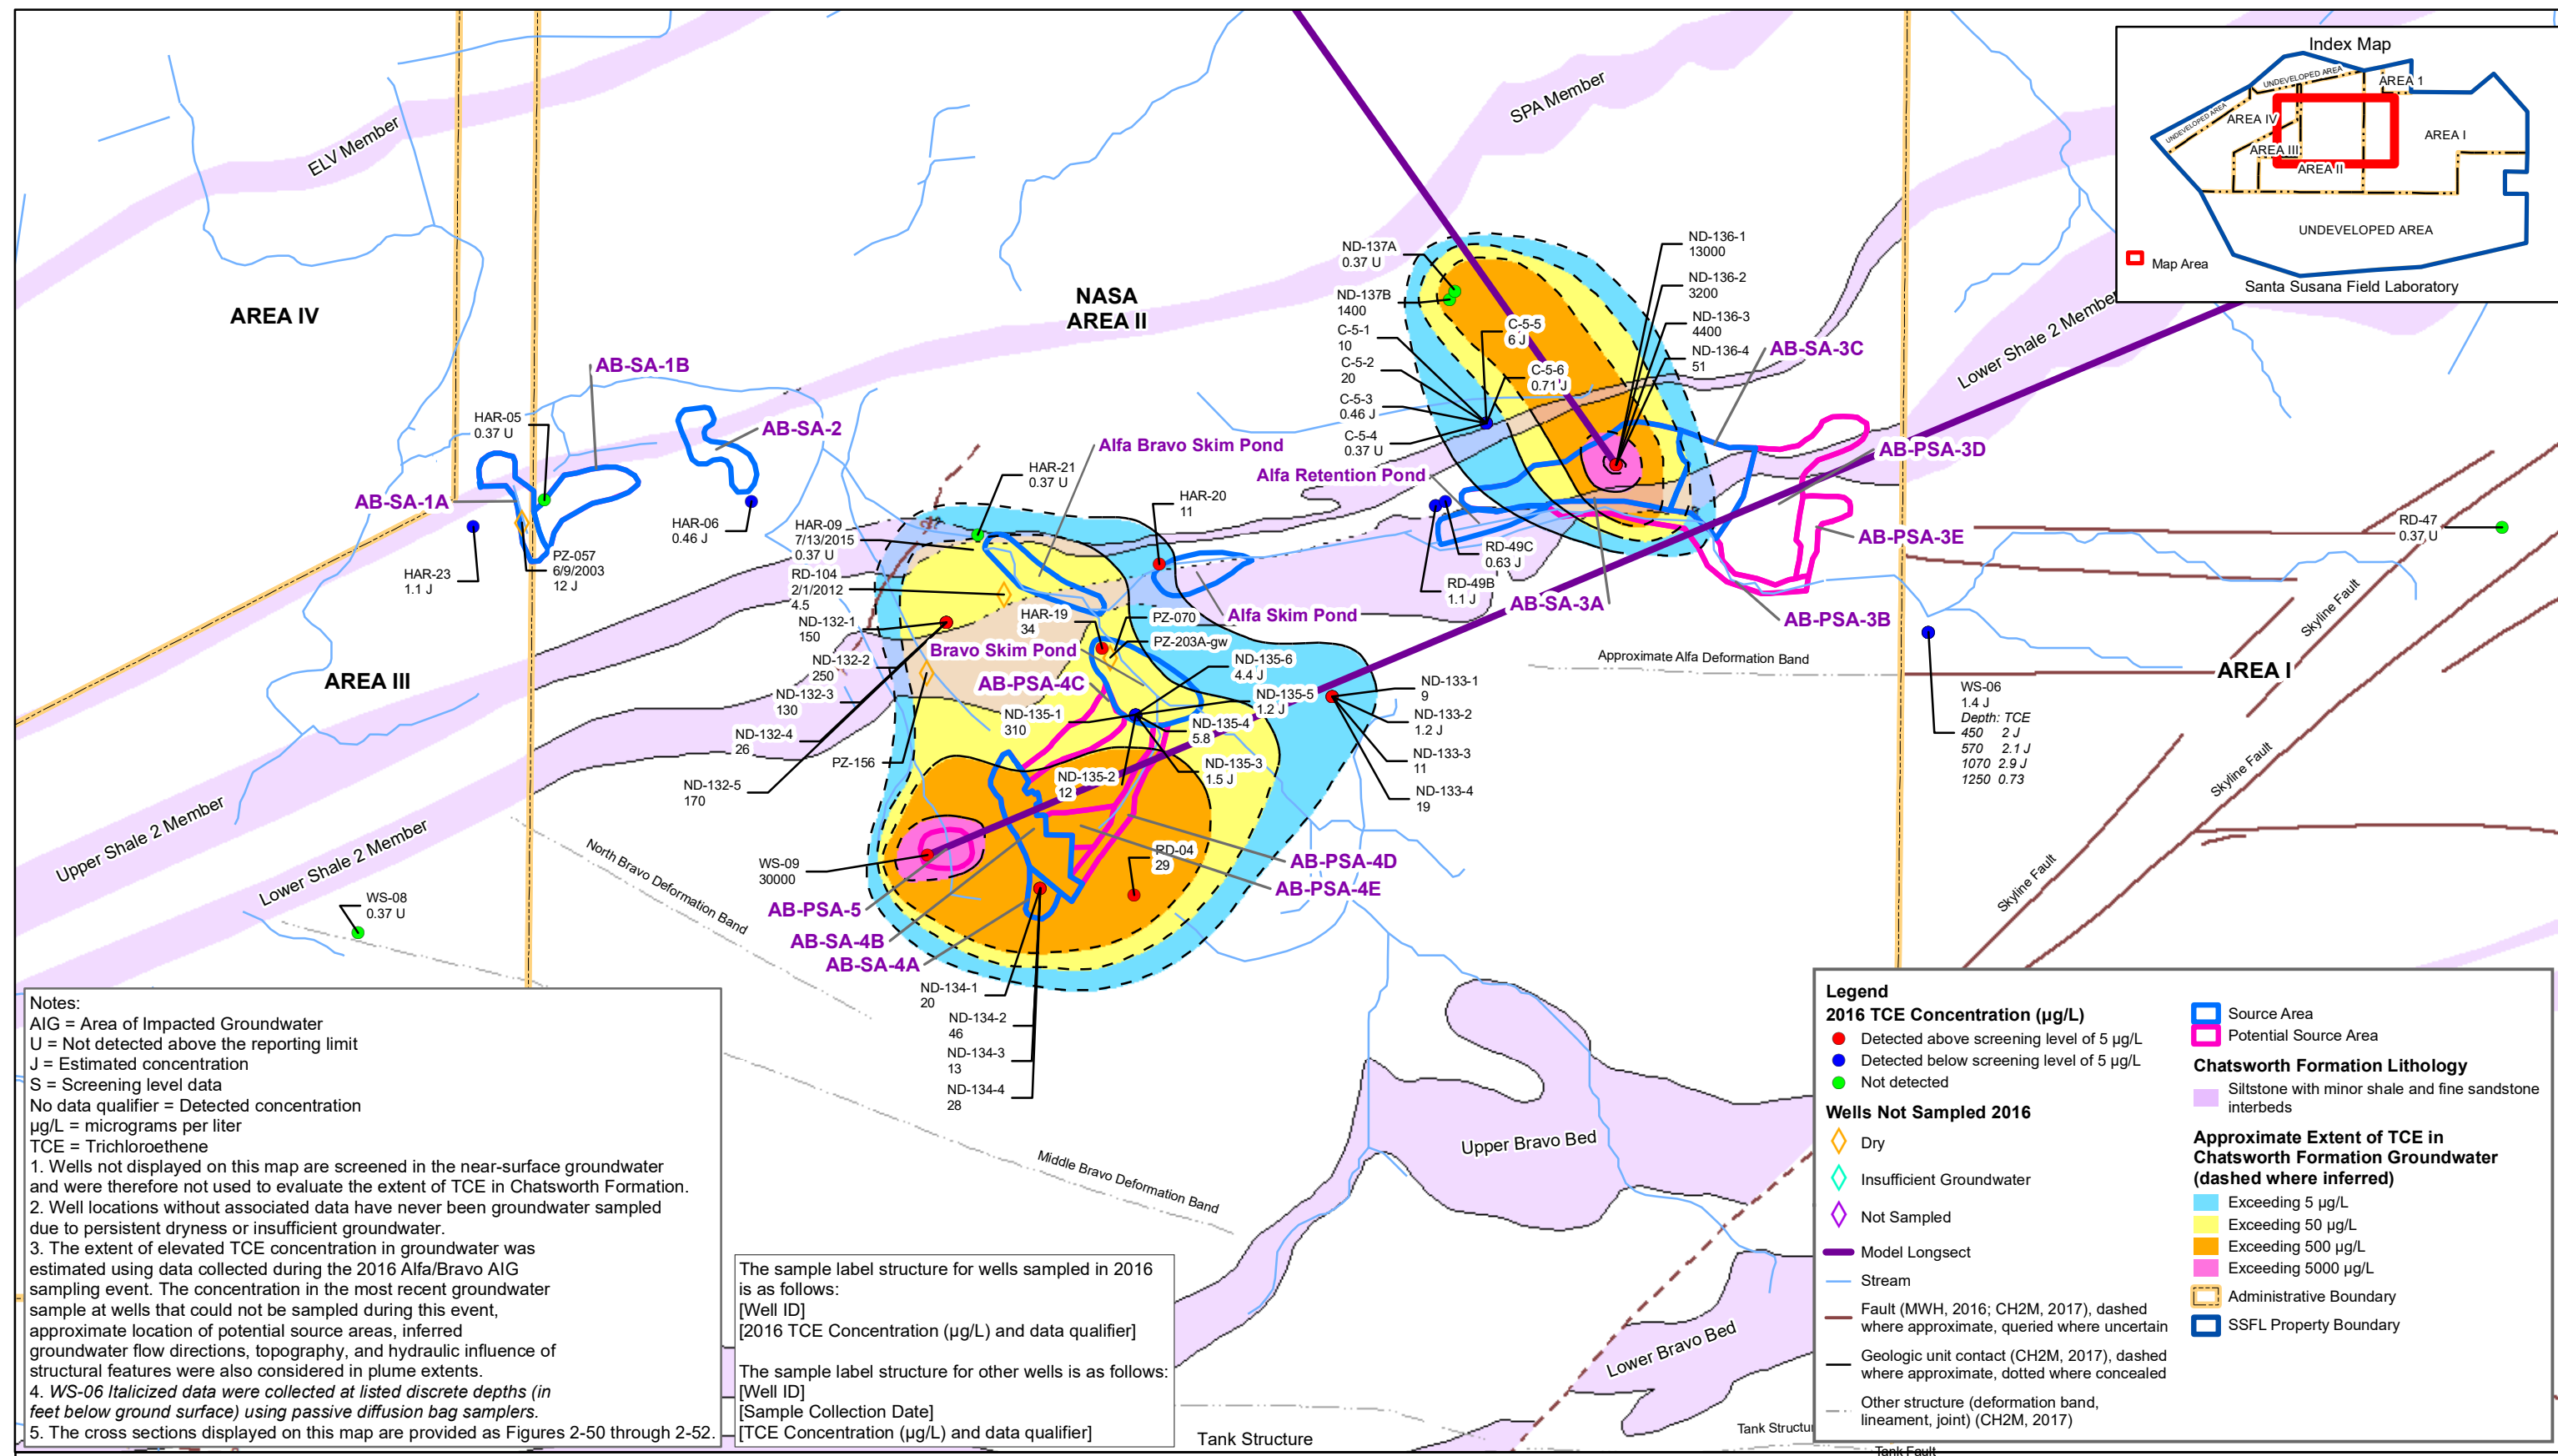 Index Map
UNDEVELOPED AREA
AREA 1
UNDEVELOPED AREA
AREA IV
AREA I
AREA III
AREA II
UNDEVELOPED AREA
Map Area
Santa Susana Field Laboratory
ELV Member
SPA Member
Lower Shale 2 Member
AREA IV
NASA
AREA II
AREA III
AREA I
ND-137A
0.37 U
ND-137B
1400
C-5-1
10
C-5-2
20
C-5-3
0.46 J
C-5-4
0.37 U
C-5-5
6 J
C-5-6
0.71 J
ND-136-1
13000
ND-136-2
3200
ND-136-3
4400
ND-136-4
51
AB-SA-3C
AB-SA-1B
AB-SA-2
AB-SA-1A
HAR-05
0.37 U
HAR-06
0.46 J
HAR-23
1.1 J
PZ-057
6/9/2003
12 J
Alfa Bravo Skim Pond
Alfa Retention Pond
HAR-21
0.37 U
HAR-20
11
HAR-09
7/13/2015
0.37 U
RD-104
2/1/2012
4.5
ND-132-1
150
ND-132-2
250
ND-132-3
130
ND-132-4
26
ND-132-5
170
PZ-156
HAR-19
34
PZ-070
PZ-203A-gw
Bravo Skim Pond
Alfa Skim Pond
AB-PSA-4C
ND-135-6
4.4 J
ND-135-5
1.2 J
ND-135-1
310
ND-135-4
5.8
ND-135-3
1.5 J
ND-135-2
12
ND-133-1
9
ND-133-2
1.2 J
ND-133-3
11
ND-133-4
19
RD-49C
0.63 J
RD-49B
1.1 J
AB-SA-3A
AB-PSA-3D
AB-PSA-3E
AB-PSA-3B
RD-47
0.37 U
Skyline Fault
Skyline Fault
Skyline Fault
Approximate Alfa Deformation Band
WS-06
1.4 J
Depth: TCE
450 2 J
570 2.1 J
1070 2.9 J
1250 0.73
WS-09
30000
RD-04
29
AB-PSA-5
AB-SA-4B
AB-SA-4A
AB-PSA-4D
AB-PSA-4E
ND-134-1
20
ND-134-2
46
ND-134-3
13
ND-134-4
28
Upper Shale 2 Member
Lower Shale 2 Member
WS-08
0.37 U
North Bravo Deformation Band
Middle Bravo Deformation Band
Upper Bravo Bed
Lower Bravo Bed
Tank Structure
Tank Structur
Tank Fault
Notes:
AIG = Area of Impacted Groundwater
U = Not detected above the reporting limit
J = Estimated concentration
S = Screening level data
No data qualifier = Detected concentration
µg/L = micrograms per liter
TCE = Trichloroethene
1. Wells not displayed on this map are screened in the near-surface groundwater
and were therefore not used to evaluate the extent of TCE in Chatsworth Formation.
2. Well locations without associated data have never been groundwater sampled
due to persistent dryness or insufficient groundwater.
3. The extent of elevated TCE concentration in groundwater was
estimated using data collected during the 2016 Alfa/Bravo AIG
sampling event. The concentration in the most recent groundwater
sample at wells that could not be sampled during this event,
approximate location of potential source areas, inferred
groundwater flow directions, topography, and hydraulic influence of
structural features were also considered in plume extents.
4. WS-06 Italicized data were collected at listed discrete depths (in
feet below ground surface) using passive diffusion bag samplers.
5. The cross sections displayed on this map are provided as Figures 2-50 through 2-52.
The sample label structure for wells sampled in 2016
is as follows:
[Well ID]
[2016 TCE Concentration (µg/L) and data qualifier]
The sample label structure for other wells is as follows:
[Well ID]
[Sample Collection Date]
[TCE Concentration (µg/L) and data qualifier]
Legend
2016 TCE Concentration (µg/L)
Detected above screening level of 5 µg/L
Detected below screening level of 5 µg/L
Not detected
Wells Not Sampled 2016
Dry
Insufficient Groundwater
Not Sampled
Model Longsect
Stream
Fault (MWH, 2016; CH2M, 2017), dashed
where approximate, queried where uncertain
Geologic unit contact (CH2M, 2017), dashed
where approximate, dotted where concealed
Other structure (deformation band,
lineament, joint) (CH2M, 2017)
Source Area
Potential Source Area
Chatsworth Formation Lithology
Siltstone with minor shale and fine sandstone
interbeds
Approximate Extent of TCE in
Chatsworth Formation Groundwater
(dashed where inferred)
Exceeding 5 µg/L
Exceeding 50 µg/L
Exceeding 500 µg/L
Exceeding 5000 µg/L
Administrative Boundary
SSFL Property Boundary